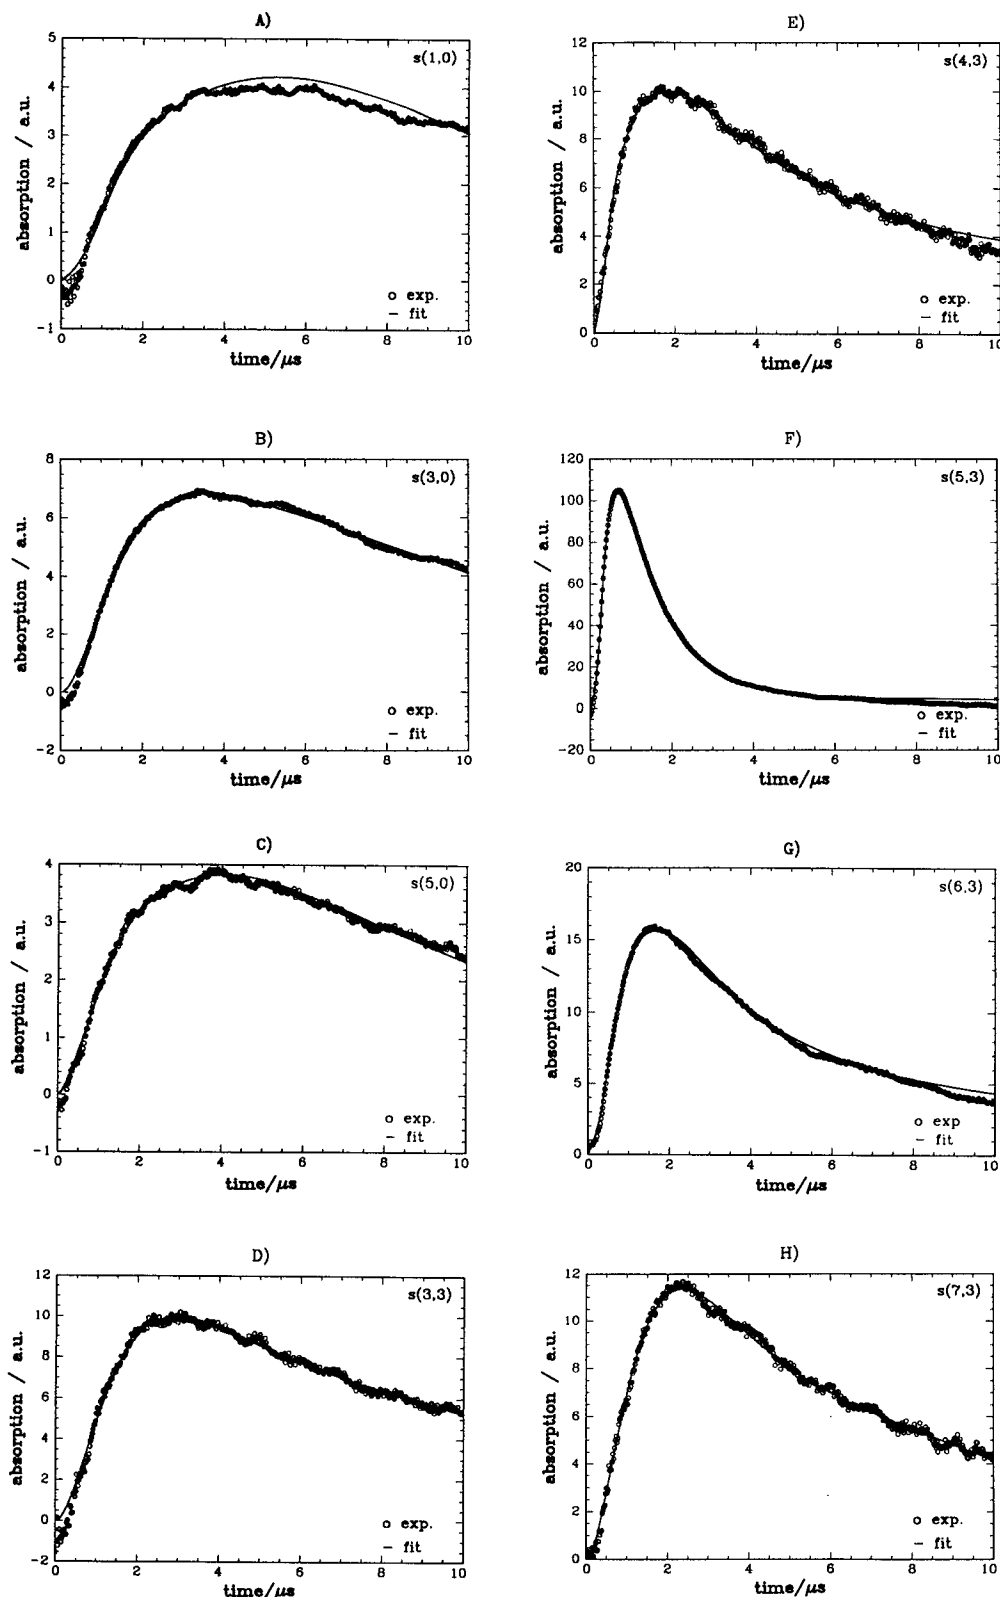 A)
s(1,0)
absorption / a.u.
5
4
3
2
1
0
−1
o exp.
– fit
0 2 4 6 8 10
time/μs
B)
s(3,0)
absorption / a.u.
8
6
4
2
0
−2
o exp.
– fit
0 2 4 6 8 10
time/μs
C)
s(5,0)
absorption / a.u.
4
3
2
1
0
−1
o exp.
– fit
0 2 4 6 8 10
time/μs
D)
s(3,3)
absorption / a.u.
12
10
8
6
4
2
0
−2
o exp.
– fit
0 2 4 6 8 10
time/μs
E)
s(4,3)
absorption / a.u.
12
10
8
6
4
2
0
o exp.
– fit
0 2 4 6 8 10
time/μs
F)
s(5,3)
absorption / a.u.
120
100
80
60
40
20
0
−20
o exp.
– fit
0 2 4 6 8 10
time/μs
G)
s(6,3)
absorption / a.u.
20
15
10
5
0
o exp
– fit
0 2 4 6 8 10
time/μs
H)
s(7,3)
absorption / a.u.
12
10
8
6
4
2
0
o exp.
– fit
0 2 4 6 8 10
time/μs